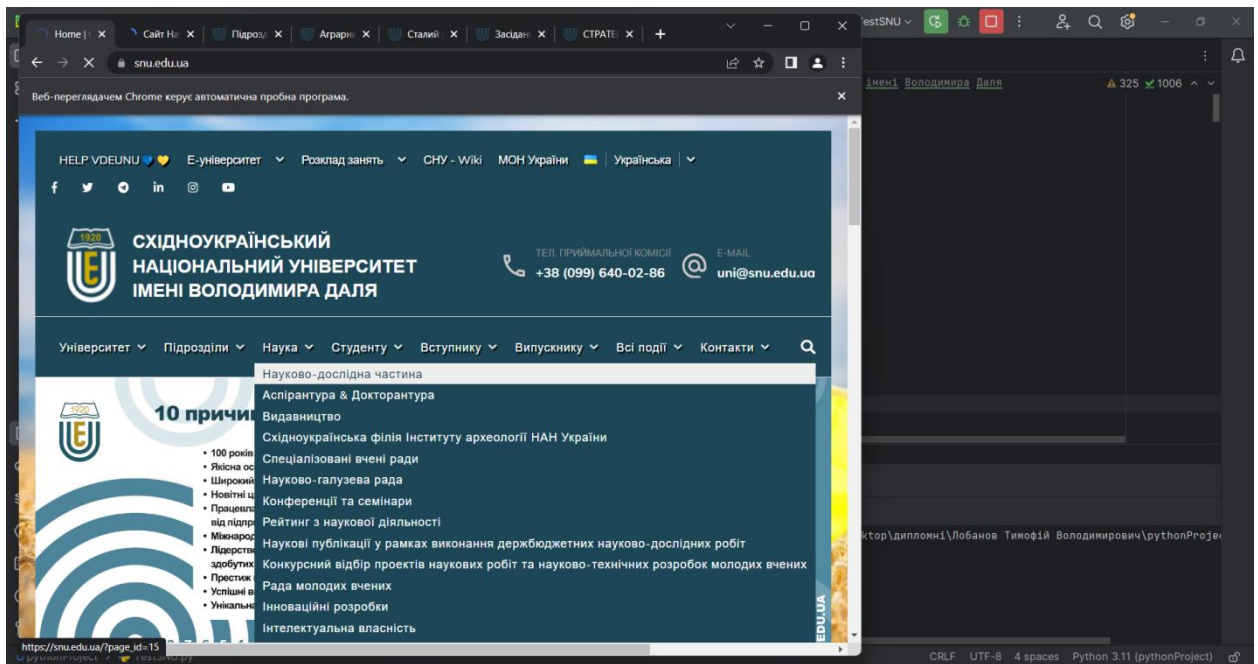 Home | (
Сайт На
Підрозд
Аграрн
Сталий
Засідан
СТРАТЕ
estSNU
snu.edu.ua
імені Володимира Даля
325 1006
Веб-переглядачем Chrome керує автоматична пробна програма.
HELP VDEUNU💙💛 Е-університет Розклад занять СНУ - Wiki МОН України Українська
СХІДНОУКРАЇНСЬКИЙ
НАЦІОНАЛЬНИЙ УНІВЕРСИТЕТ
ІМЕНІ ВОЛОДИМИРА ДАЛЯ
1920
ТЕЛ. ПРИЙМАЛЬНОЇ КОМІСІЇ
+38 (099) 640-02-86
E-MAIL
uni@snu.edu.ua
Університет Підрозділи Наука Студенту Вступнику Випускнику Всі події Контакти
Науково-дослідна частина
Аспірантура & Докторантура
Видавництво
Східноукраїнська філія Інституту археології НАН України
Спеціалізовані вчені ради
Науково-галузева рада
Конференції та семінари
Рейтинг з наукової діяльності
Наукові публікації у рамках виконання держбюджетних науково-дослідних робіт
Конкурсний відбір проектів наукових робіт та науково-технічних розробок молодих вчених
Рада молодих вчених
Інноваційні розробки
Інтелектуальна власність
1920
10 причин
• 100 років
• Якісна ос
• Широкий
• Новітні ц
• Працевла
від підпр
• Міжнарод
• Лідерств
здобутих
• Престиж
• Успішні в
• Унікальна
EDU.UA
ktop\дипломні\Лобанов Тимофій Володимирович\pythonProje
https://snu.edu.ua/?page_id=15
pythonProject > TestSNU.py
CRLF UTF-8 4 spaces Python 3.11 (pythonProject)